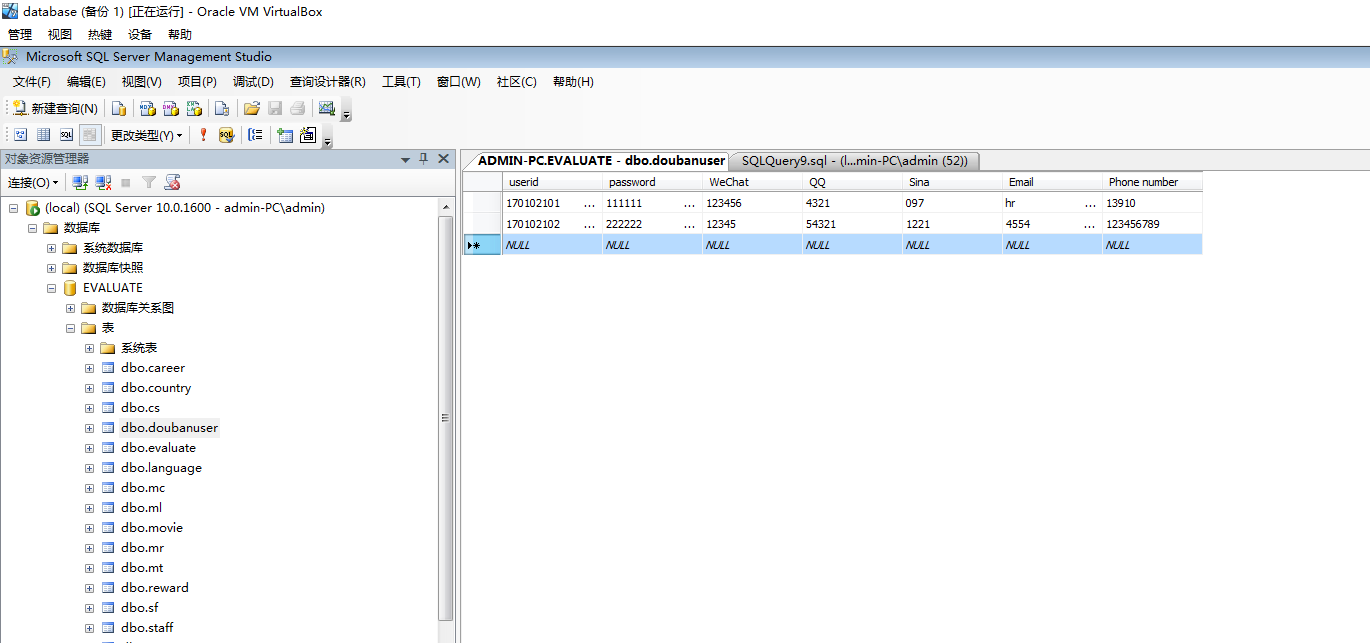 database (备份 1) [正在运行] - Oracle VM VirtualBox
管理 视图 热键 设备 帮助
Microsoft SQL Server Management Studio
文件(F) 编辑(E) 视图(V) 项目(P) 调试(D) 查询设计器(R) 工具(T) 窗口(W) 社区(C) 帮助(H)
新建查询(N)
更改类型(Y)
对象资源管理器
连接(O)
(local) (SQL Server 10.0.1600 - admin-PC\admin)
数据库
系统数据库
数据库快照
EVALUATE
数据库关系图
表
系统表
dbo.career
dbo.country
dbo.cs
dbo.doubanuser
dbo.evaluate
dbo.language
dbo.mc
dbo.ml
dbo.movie
dbo.mr
dbo.mt
dbo.reward
dbo.sf
dbo.staff
ADMIN-PC.EVALUATE - dbo.doubanuser SQLQuery9.sql - (l...min-PC\admin (52))
userid password WeChat QQ Sina Email Phone number
170102101 ... 111111 ... 123456 4321 097 hr ... 13910
170102102 ... 222222 ... 12345 54321 1221 4554 ... 123456789
NULL NULL NULL NULL NULL NULL NULL